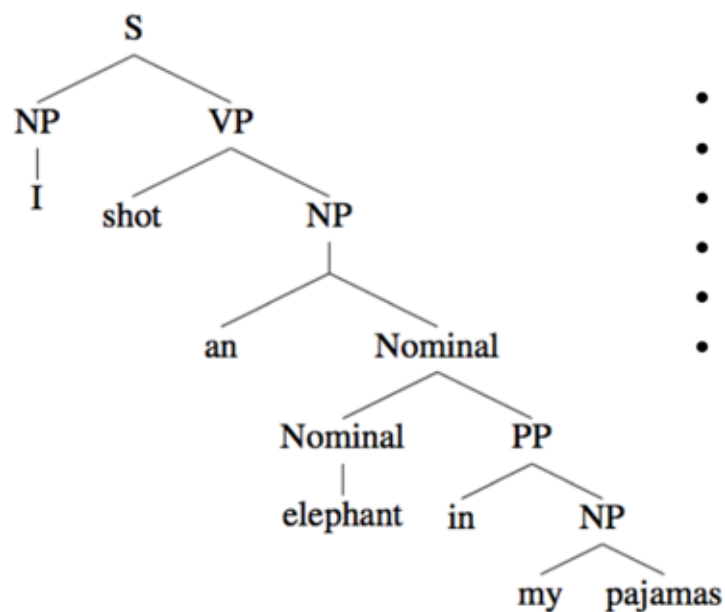 S
NP VP
I
shot NP
an Nominal
Nominal PP
elephant in NP
my pajamas
•
•
•
•
•
•